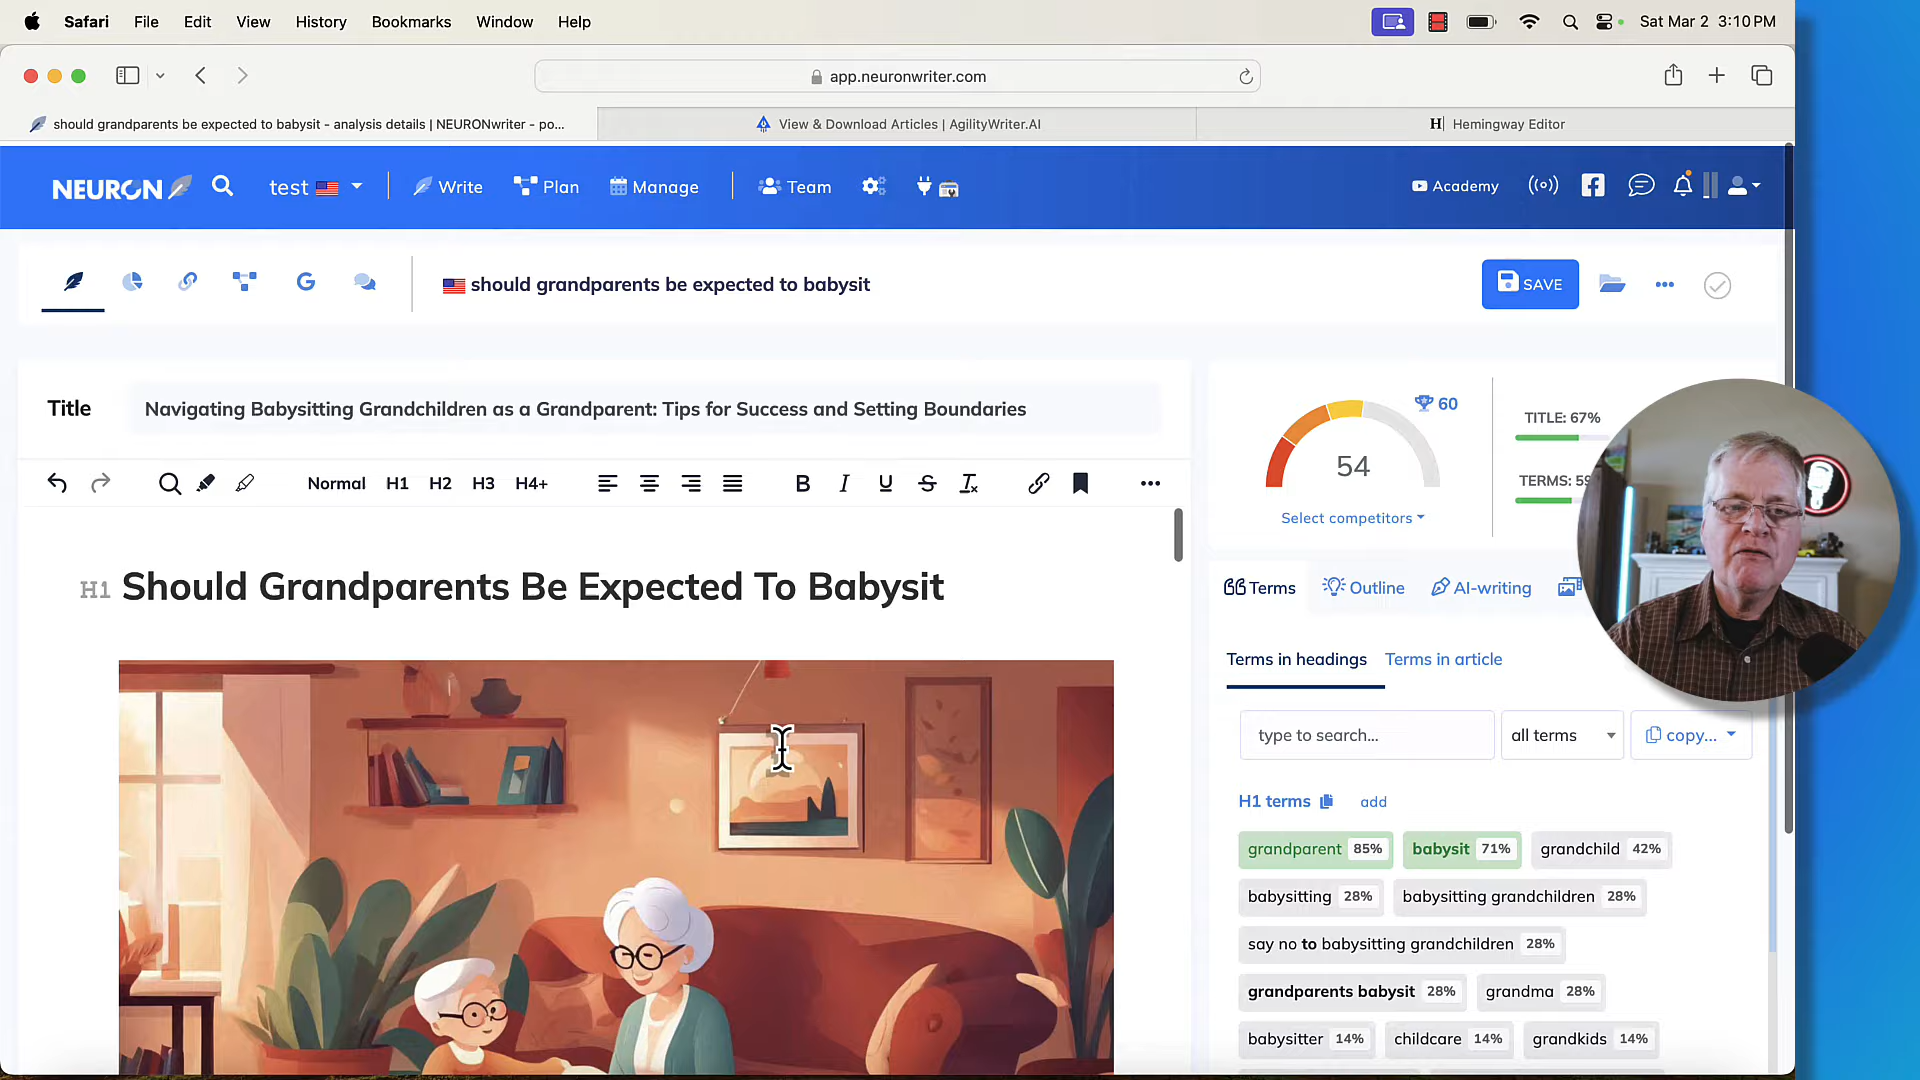 Safari File Edit View History Bookmarks Window Help Sat Mar 2 3:10 PM
app.neuronwriter.com
should grandparents be expected to babysit - analysis details | NEURONwriter - po... View & Download Articles | AgilityWriter.AI H| Hemingway Editor
NEURON test Write Plan Manage Team Academy
should grandparents be expected to babysit SAVE
Title Navigating Babysitting Grandchildren as a Grandparent: Tips for Success and Setting Boundaries
60
TITLE: 67%
54
TERMS: 59
Normal H1 H2 H3 H4+ B I U S
Select competitors
H1 Should Grandparents Be Expected To Babysit
Terms Outline AI-writing
Terms in headings Terms in article
type to search... all terms copy...
H1 terms add
grandparent 85% babysit 71% grandchild 42%
babysitting 28% babysitting grandchildren 28%
say no to babysitting grandchildren 28%
grandparents babysit 28% grandma 28%
babysitter 14% childcare 14% grandkids 14%